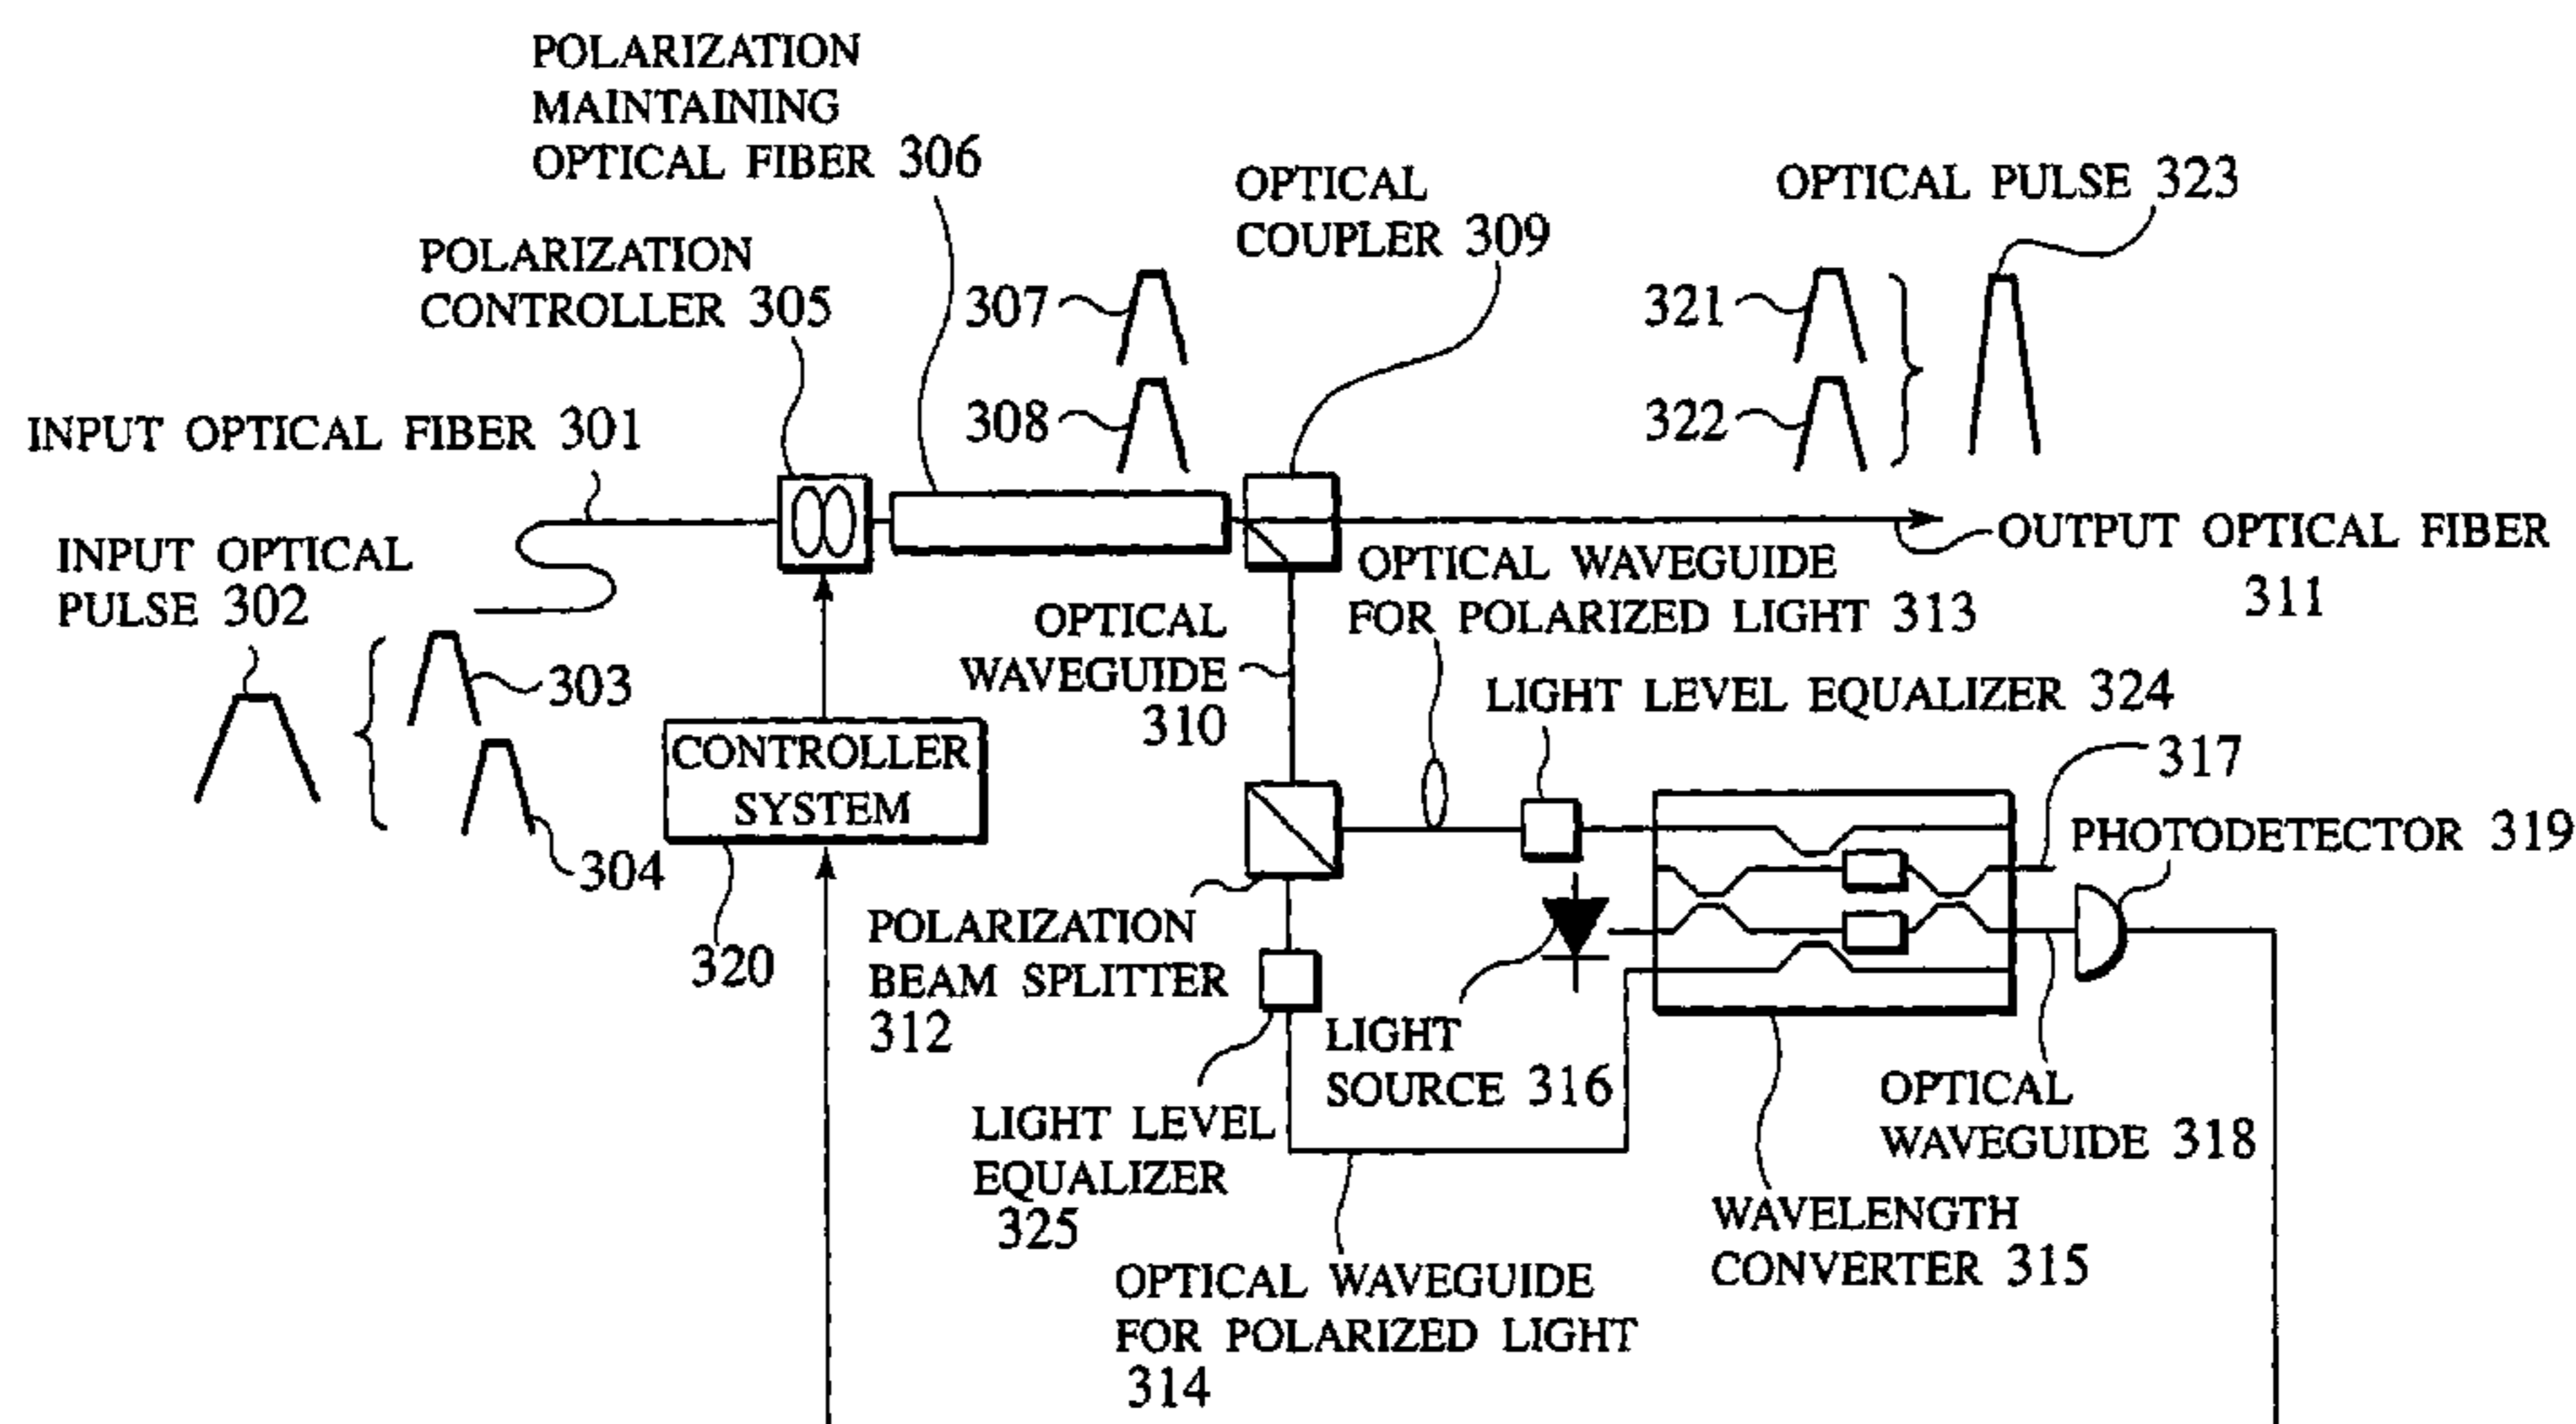 POLARIZATION
MAINTAINING
OPTICAL FIBER 306
OPTICAL
COUPLER 309
OPTICAL PULSE 323
POLARIZATION
CONTROLLER 305
307
308
321
322
INPUT OPTICAL FIBER 301
INPUT OPTICAL
PULSE 302
303
304
OUTPUT OPTICAL FIBER
311
OPTICAL WAVEGUIDE
FOR POLARIZED LIGHT 313
OPTICAL
WAVEGUIDE
310
LIGHT LEVEL EQUALIZER 324
317
CONTROLLER
SYSTEM
320
PHOTODETECTOR 319
POLARIZATION
BEAM SPLITTER
312
LIGHT
SOURCE 316
LIGHT LEVEL
EQUALIZER
325
OPTICAL
WAVEGUIDE 318
WAVELENGTH
CONVERTER 315
OPTICAL WAVEGUIDE
FOR POLARIZED LIGHT
314